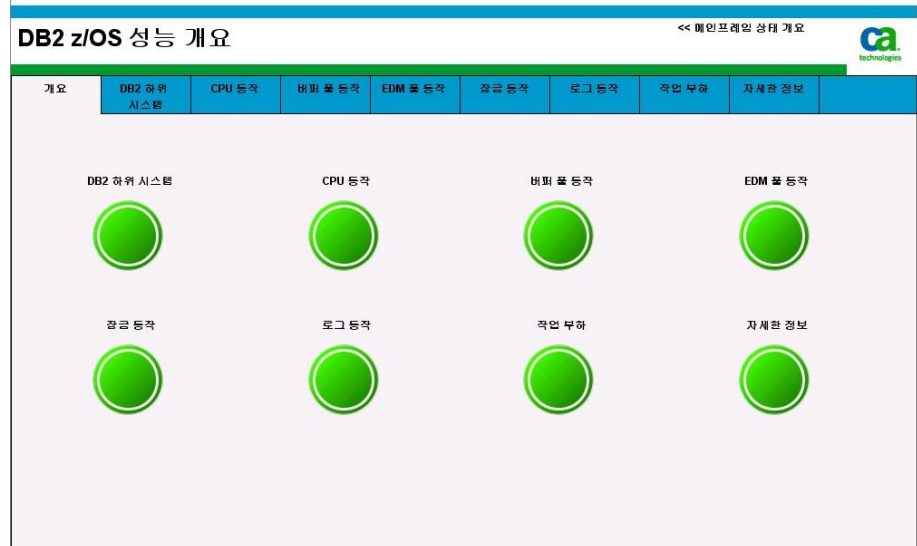 DB2 z/OS 성능 개요
<< 메인프레임 상태 개요
ca
technologies
개요
DB2 하위
시스템
CPU 동작
버퍼 풀 동작
EDM 풀 동작
잠금 동작
로그 동작
작업 부하
자세한 정보
DB2 하위 시스템
CPU 동작
버퍼 풀 동작
EDM 풀 동작
잠금 동작
로그 동작
작업 부하
자세한 정보